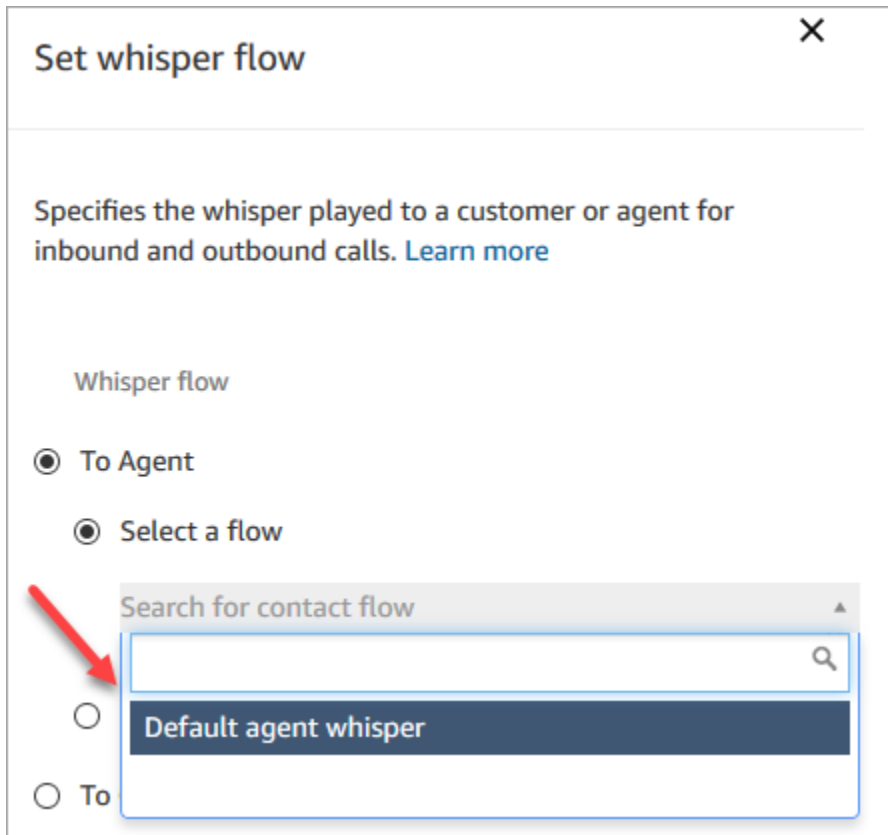 Set whisper flow
Specifies the whisper played to a customer or agent for
inbound and outbound calls. Learn more
Whisper flow
To Agent
Select a flow
Search for contact flow
Default agent whisper
To